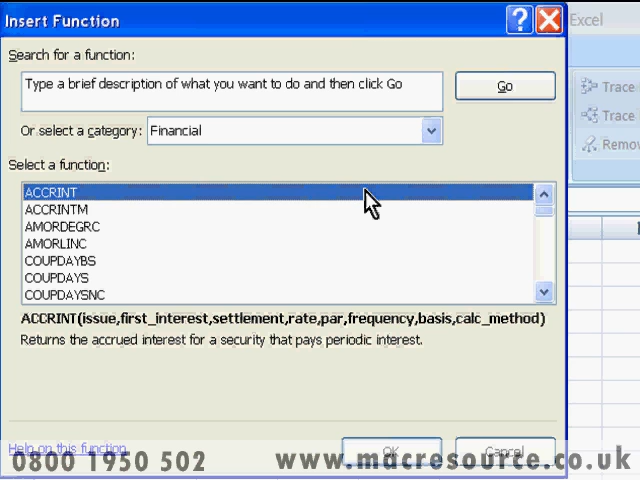 Insert Function
Excel
Search for a function:
Type a brief description of what you want to do and then click Go
Go
Trace
Or select a category: Financial
Trace
Remov
Select a function:
ACCRINT
ACCRINTM
AMORDEGRC
AMORLINC
COUPDAYBS
COUPDAYS
COUPDAYSNC
ACCRINT(issue,first_interest,settlement,rate,par,frequency,basis,calc_method)
Returns the accrued interest for a security that pays periodic interest.
Help on this function
OK
Cancel
0800 1950 502
www.macresource.co.uk